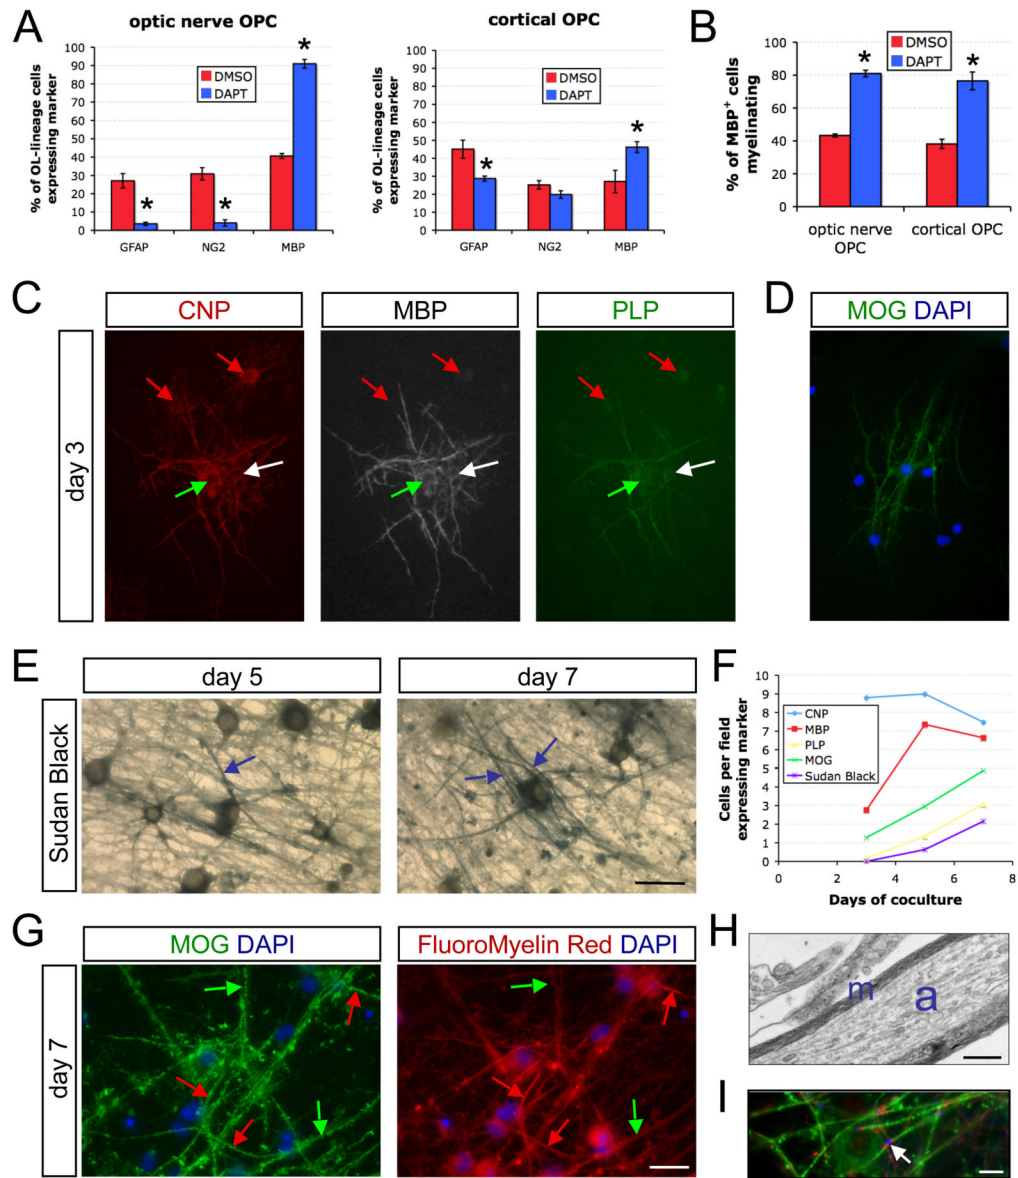 A
optic nerve OPC
% of OL-lineage cells
expressing marker
100
90
80
70
60
50
40
30
20
10
0
DMSO
DAPT
*
*
*
GFAP
NG2
MBP
cortical OPC
% of OL-lineage cells
expressing marker
100
90
80
70
60
50
40
30
20
10
0
DMSO
DAPT
*
*
GFAP
NG2
MBP
B
% of MBP+ cells
myelinating
100
80
60
40
20
0
DMSO
DAPT
*
*
optic nerve
OPC
cortical OPC
C
CNP
MBP
PLP
day 3
D
MOG DAPI
E
day 5
day 7
Sudan Black
F
Cells per field
expressing marker
10
9
8
7
6
5
4
3
2
1
0
CNP
MBP
PLP
MOG
Sudan Black
0
2
4
6
8
Days of coculture
G
MOG DAPI
FluoroMyelin Red DAPI
day 7
H
m
a
I